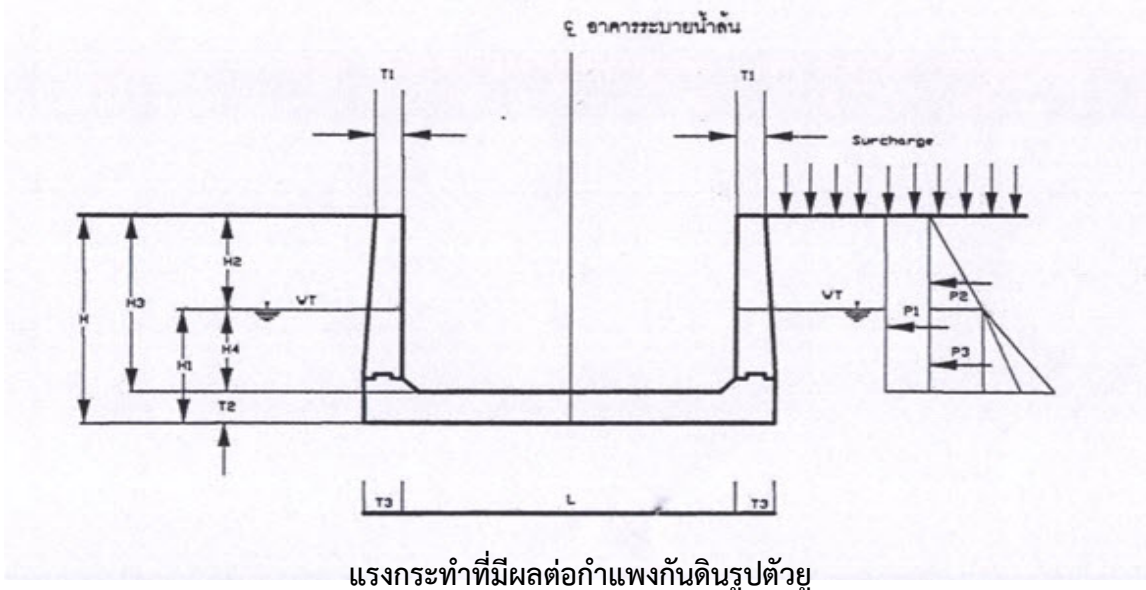 ℄ อาคารระบายน้ำล้น
T1
T1
Surcharge
H
H3
H2
WT
H1
H4
T2
WT
P1
P2
P3
T3
L
T3
แรงกระทำที่มีผลต่อกำแพงกันดินรูปตัวยู